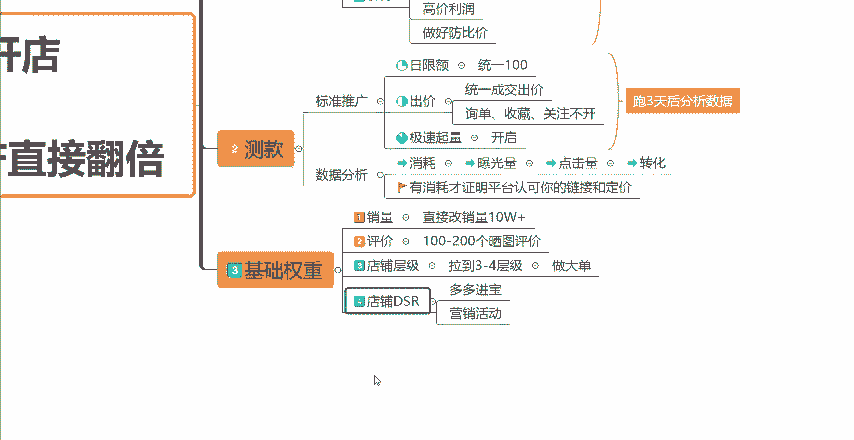 开店
直接翻倍
高价利润
做好防比价
2 测款
标准推广
日限额
统一100
出价
统一成交出价
询单、收藏、关注不开
极速起量
开启
跑3天后分析数据
数据分析
消耗
曝光量
点击量
转化
有消耗才证明平台认可你的链接和定价
3 基础权重
1 销量
直接改销量10W+
2 评价
100-200个晒图评价
3 店铺层级
拉到3-4层级
做大单
4 店铺DSR
多多进宝
营销活动